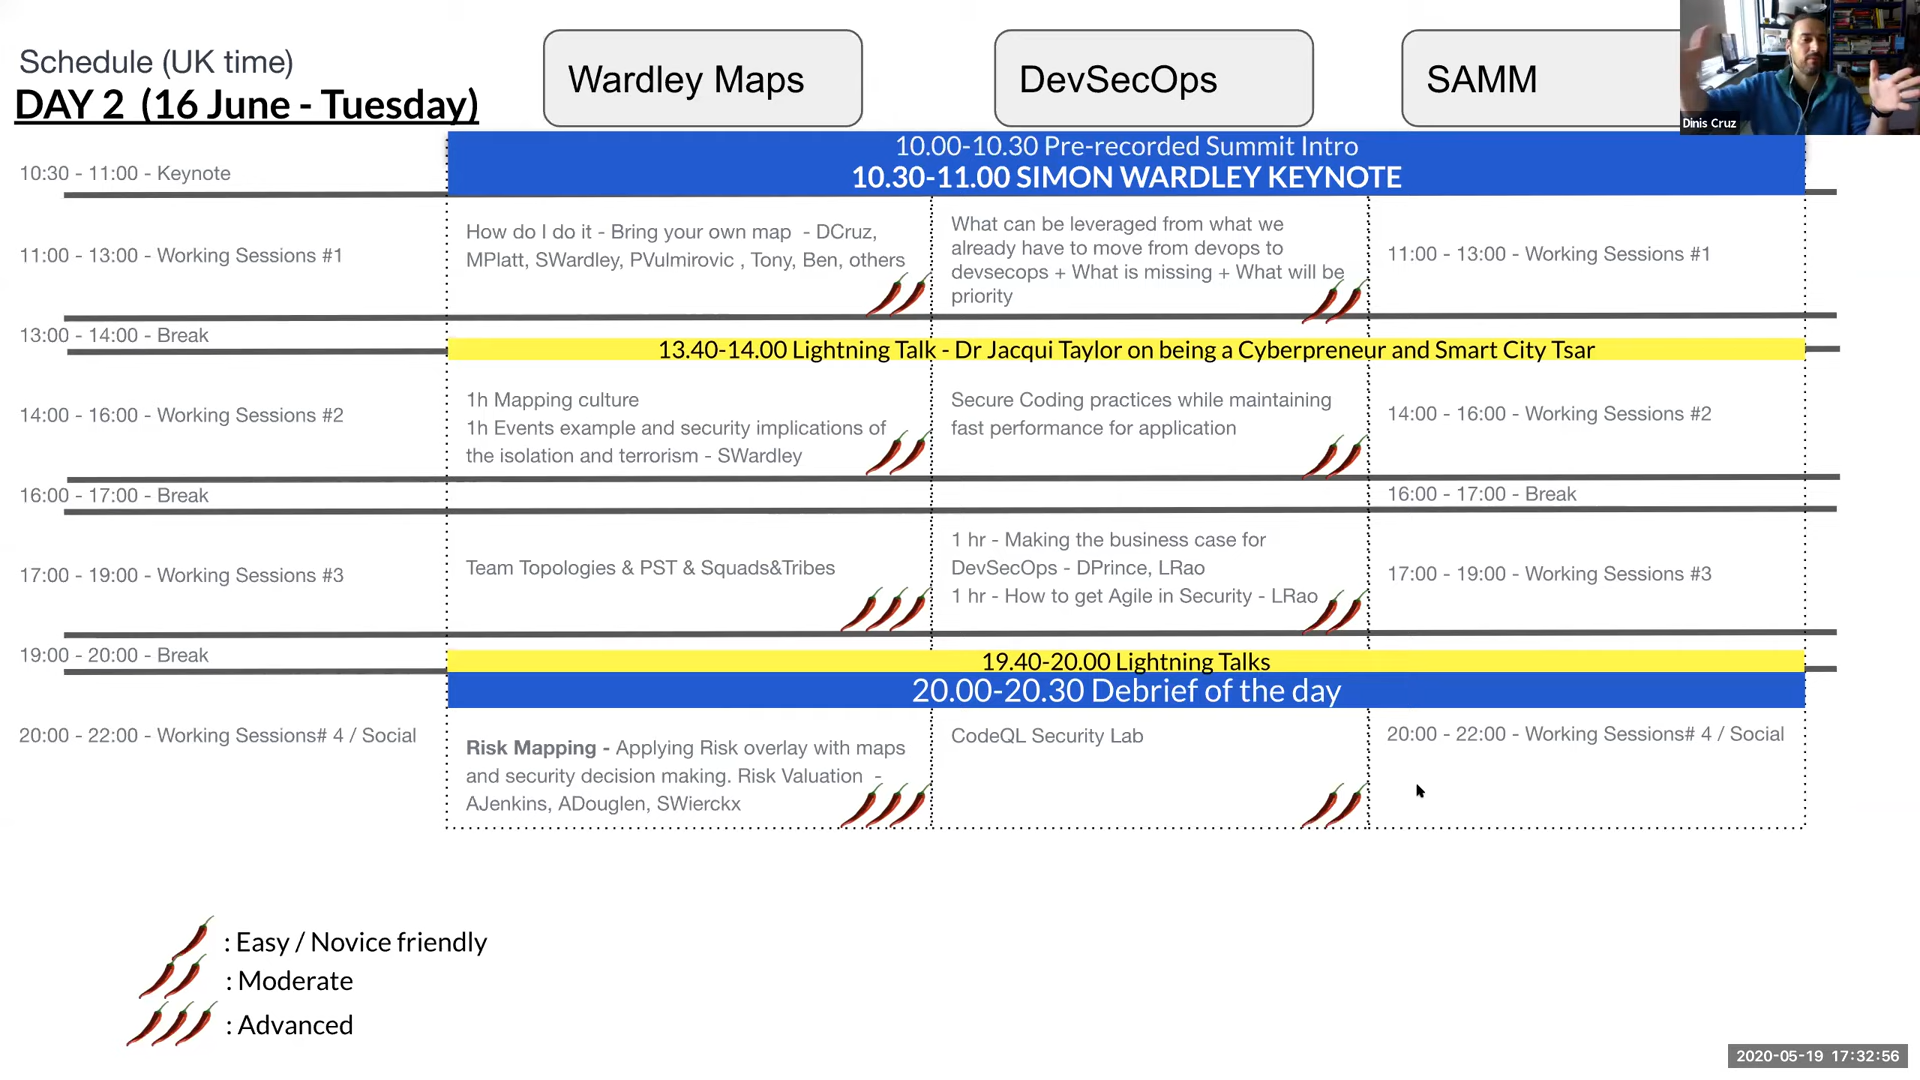 Schedule (UK time)
DAY 2 (16 June - Tuesday)
Wardley Maps
DevSecOps
SAMM
Dinis Cruz
10.00-10.30 Pre-recorded Summit Intro
10:30 - 11:00 - Keynote
10.30-11.00 SIMON WARDLEY KEYNOTE
11:00 - 13:00 - Working Sessions #1
How do I do it - Bring your own map - DCruz,
MPlatt, SWardley, PVulmirovic , Tony, Ben, others
What can be leveraged from what we
already have to move from devops to
devsecops + What is missing + What will be
priority
11:00 - 13:00 - Working Sessions #1
13:00 - 14:00 - Break
13.40-14.00 Lightning Talk - Dr Jacqui Taylor on being a Cyberpreneur and Smart City Tsar
14:00 - 16:00 - Working Sessions #2
1h Mapping culture
1h Events example and security implications of
the isolation and terrorism - SWardley
Secure Coding practices while maintaining
fast performance for application
14:00 - 16:00 - Working Sessions #2
16:00 - 17:00 - Break
16:00 - 17:00 - Break
17:00 - 19:00 - Working Sessions #3
Team Topologies & PST & Squads&Tribes
1 hr - Making the business case for
DevSecOps - DPrince, LRao
1 hr - How to get Agile in Security - LRao
17:00 - 19:00 - Working Sessions #3
19:00 - 20:00 - Break
19.40-20.00 Lightning Talks
20.00-20.30 Debrief of the day
20:00 - 22:00 - Working Sessions# 4 / Social
Risk Mapping - Applying Risk overlay with maps
and security decision making. Risk Valuation -
AJenkins, ADouglen, SWierckx
CodeQL Security Lab
20:00 - 22:00 - Working Sessions# 4 / Social
: Easy / Novice friendly
: Moderate
: Advanced
2020-05-19 17:32:56